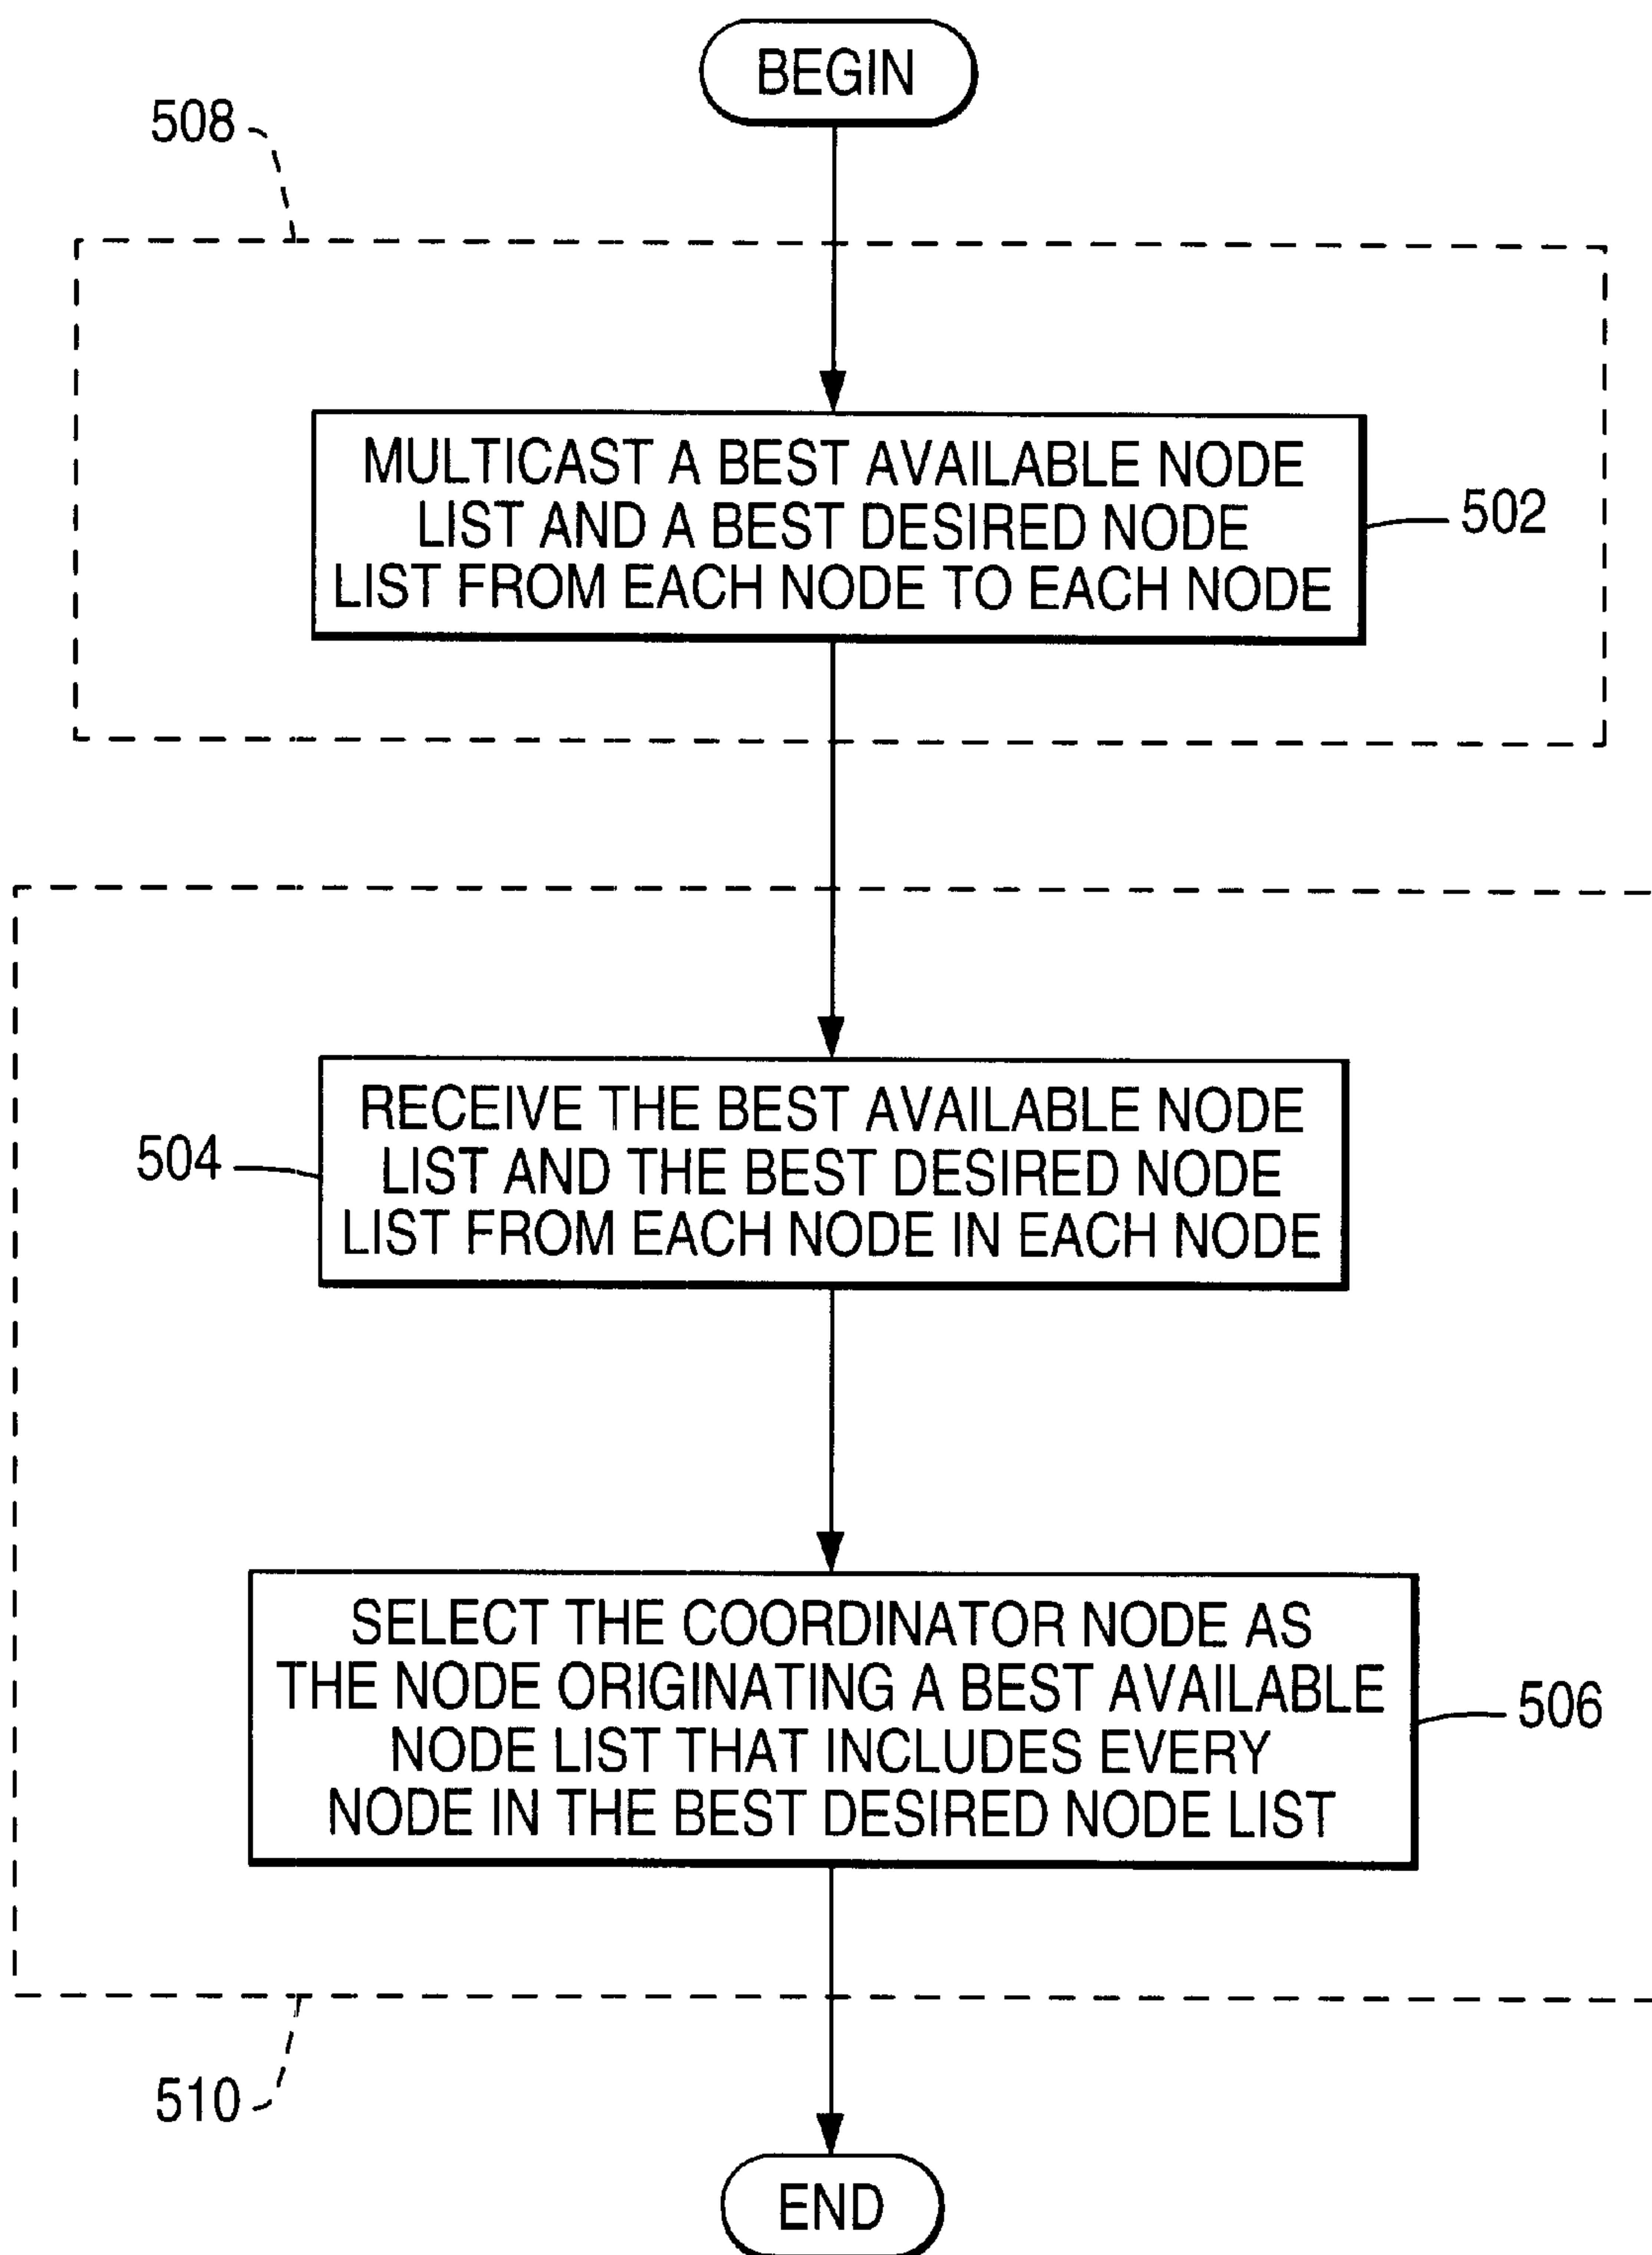 BEGIN
508
MULTICAST A BEST AVAILABLE NODE
LIST AND A BEST DESIRED NODE
LIST FROM EACH NODE TO EACH NODE
502
RECEIVE THE BEST AVAILABLE NODE
LIST AND THE BEST DESIRED NODE
LIST FROM EACH NODE IN EACH NODE
504
SELECT THE COORDINATOR NODE AS
THE NODE ORIGINATING A BEST AVAILABLE
NODE LIST THAT INCLUDES EVERY
NODE IN THE BEST DESIRED NODE LIST
506
510
END